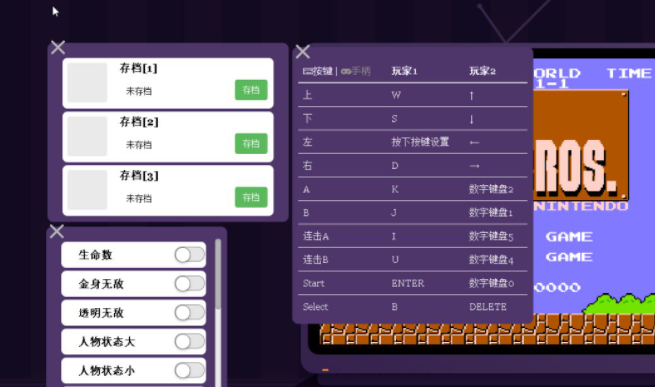 存档[1]
未存档
存档
存档[2]
未存档
存档
存档[3]
未存档
存档
生命数
金身无敌
透明无敌
人物状态大
人物状态小
按键 | 手柄 玩家1 玩家2
上 W ↑
下 S ↓
左 按下按键设置 ←
右 D →
A K 数字键盘2
B J 数字键盘1
连击A I 数字键盘5
连击B U 数字键盘4
Start ENTER 数字键盘0
Select B DELETE
ORLD TIME
1-1
ROS.
NINTENDO
GAME
GAME
0000